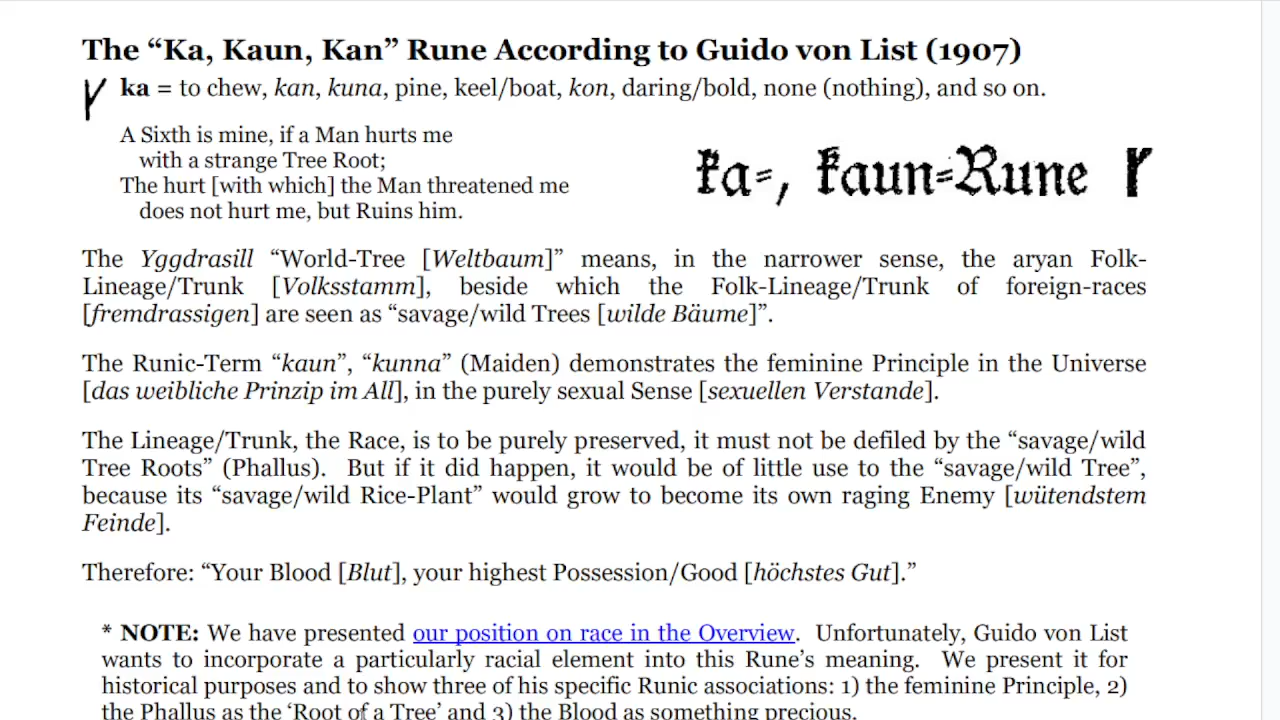 The “Ka, Kaun, Kan” Rune According to Guido von List (1907)
ka = to chew, kan, kuna, pine, keel/boat, kon, daring/bold, none (nothing), and so on.
A Sixth is mine, if a Man hurts me
with a strange Tree Root;
The hurt [with which] the Man threatened me
does not hurt me, but Ruins him.
ka=, kaun=Rune
The Yggdrasill “World-Tree [Weltbaum]” means, in the narrower sense, the aryan Folk-
Lineage/Trunk [Volksstamm], beside which the Folk-Lineage/Trunk of foreign-races
[fremdrassigen] are seen as “savage/wild Trees [wilde Bäume]”.
The Runic-Term “kaun”, “kunna” (Maiden) demonstrates the feminine Principle in the Universe
[das weibliche Prinzip im All], in the purely sexual Sense [sexuellen Verstande].
The Lineage/Trunk, the Race, is to be purely preserved, it must not be defiled by the “savage/wild
Tree Roots” (Phallus). But if it did happen, it would be of little use to the “savage/wild Tree”,
because its “savage/wild Rice-Plant” would grow to become its own raging Enemy [wütendstem
Feinde].
Therefore: “Your Blood [Blut], your highest Possession/Good [höchstes Gut].”
* NOTE: We have presented our position on race in the Overview. Unfortunately, Guido von List
wants to incorporate a particularly racial element into this Rune’s meaning. We present it for
historical purposes and to show three of his specific Runic associations: 1) the feminine Principle, 2)
the Phallus as the ‘Root of a Tree’ and 3) the Blood as something precious.